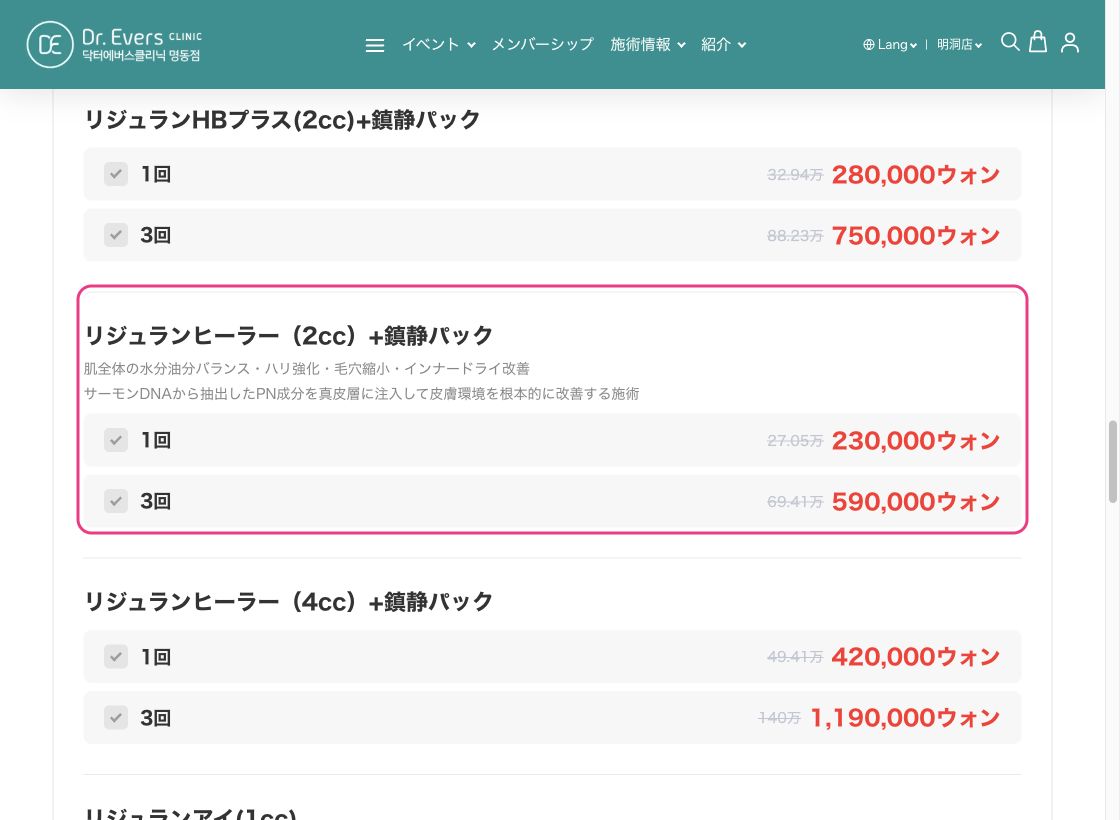 DE Dr. Evers CLINIC
닥터에버스클리닉 명동점
イベント メンバーシップ 施術情報 紹介
Lang | 明洞店
リジュランHBプラス(2cc)+鎮静パック
1回 32.94万 280,000ウォン
3回 88.23万 750,000ウォン
リジュランヒーラー（2cc）+鎮静パック
肌全体の水分油分バランス・ハリ強化・毛穴縮小・インナードライ改善
サーモンDNAから抽出したPN成分を真皮層に注入して皮膚環境を根本的に改善する施術
1回 27.05万 230,000ウォン
3回 69.41万 590,000ウォン
リジュランヒーラー（4cc）+鎮静パック
1回 49.41万 420,000ウォン
3回 140万 1,190,000ウォン
リジュランアイ(1cc)